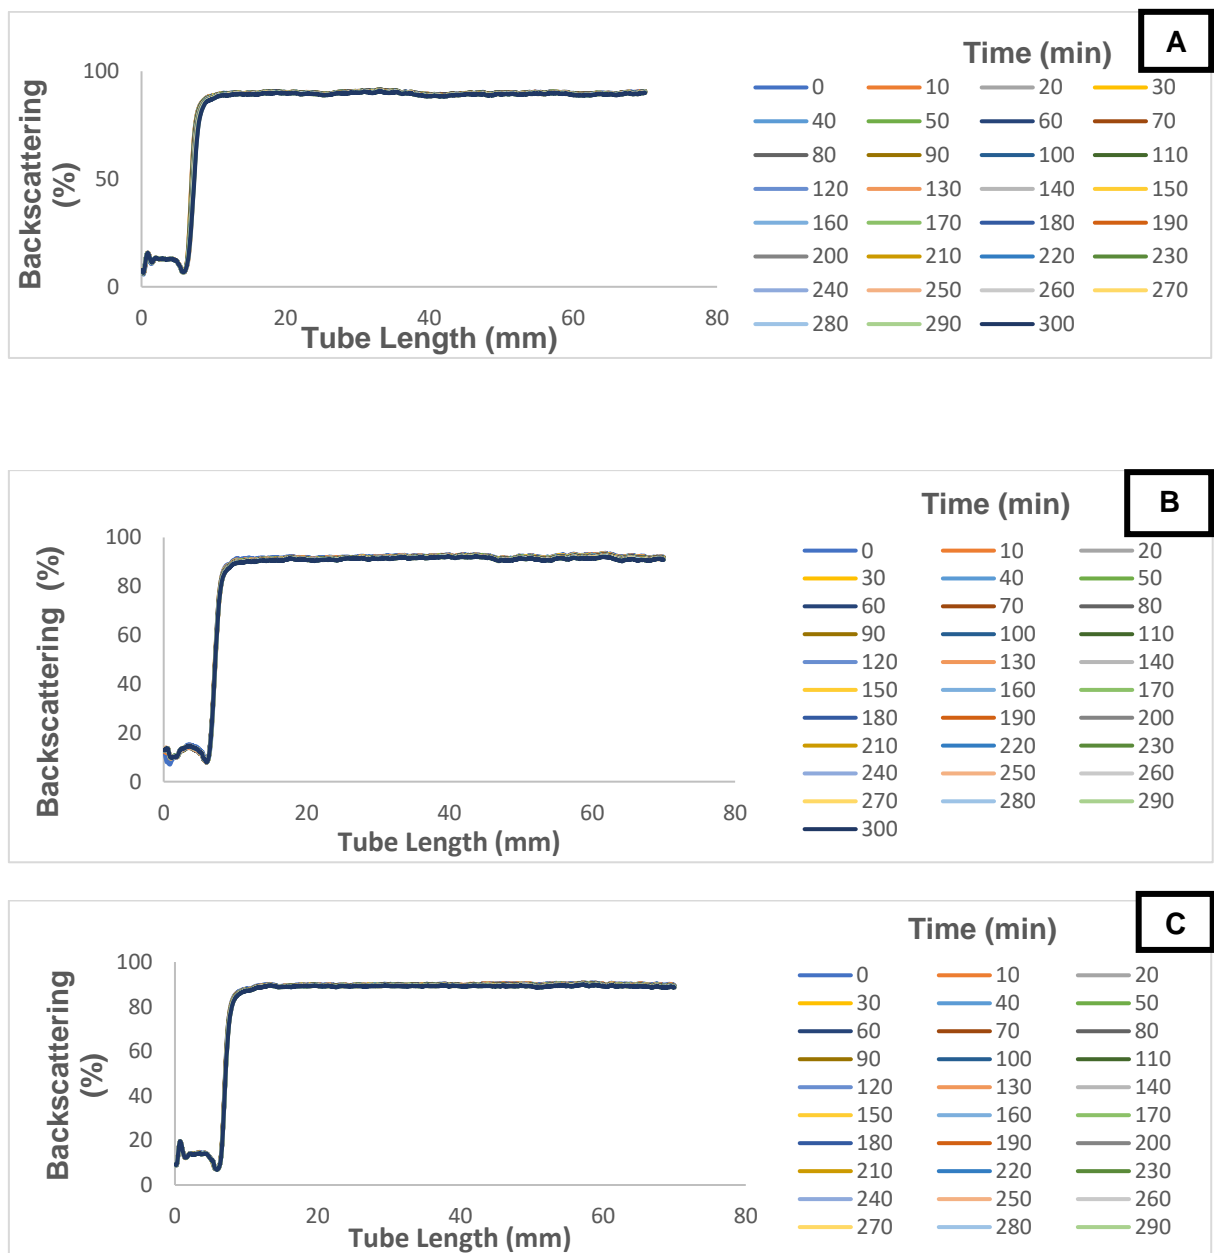 A
Time (min)
0 10 20 30
40 50 60 70
80 90 100 110
120 130 140 150
160 170 180 190
200 210 220 230
240 250 260 270
280 290 300
Backscattering
(%)
100
50
0
0 20 40 60 80
Tube Length (mm)
B
Time (min)
0 10 20
30 40 50
60 70 80
90 100 110
120 130 140
150 160 170
180 190 200
210 220 230
240 250 260
270 280 290
300
Backscattering (%)
100
80
60
40
20
0
0 20 40 60 80
Tube Length (mm)
C
Time (min)
0 10 20
30 40 50
60 70 80
90 100 110
120 130 140
150 160 170
180 190 200
210 220 230
240 250 260
270 280 290
Backscattering
(%)
100
80
60
40
20
0
0 20 40 60 80
Tube Length (mm)